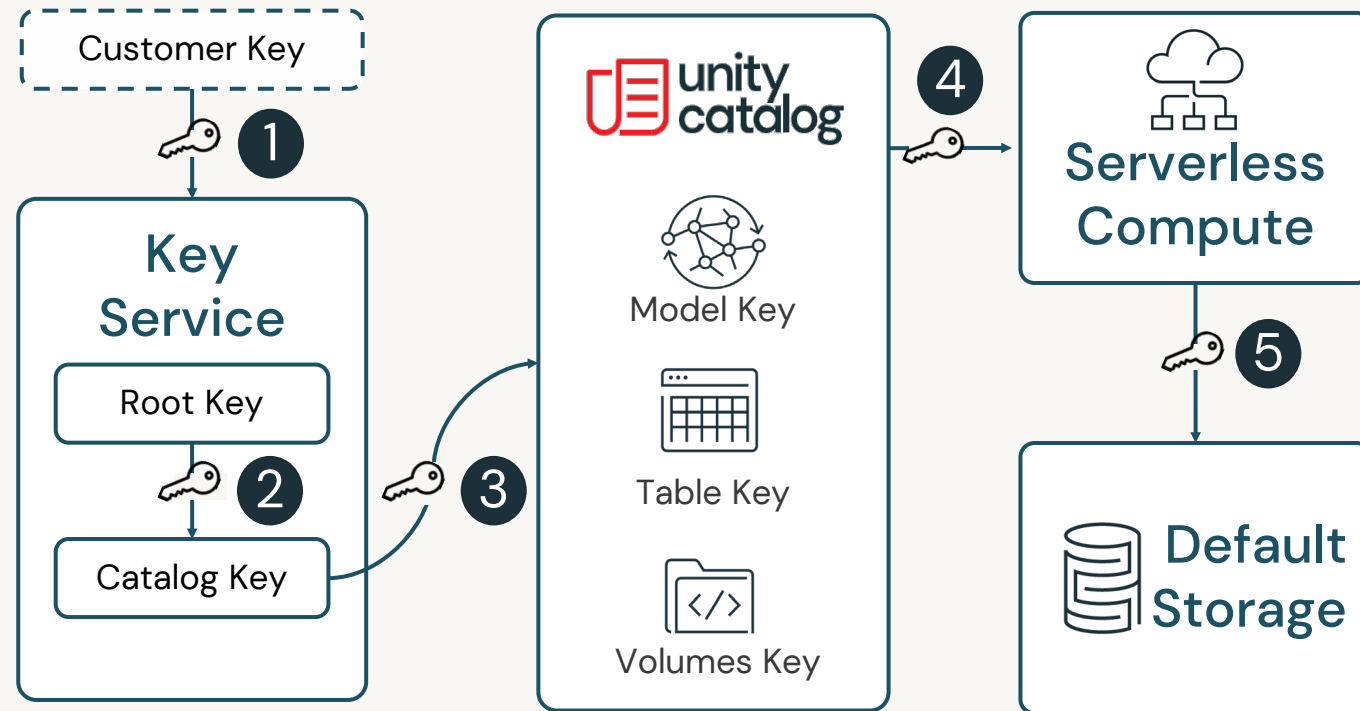 Customer Key
1
Key
Service
Root Key
2
Catalog Key
3
unity
catalog
Model Key
Table Key
</>
Volumes Key
4
Serverless
Compute
5
Default
Storage